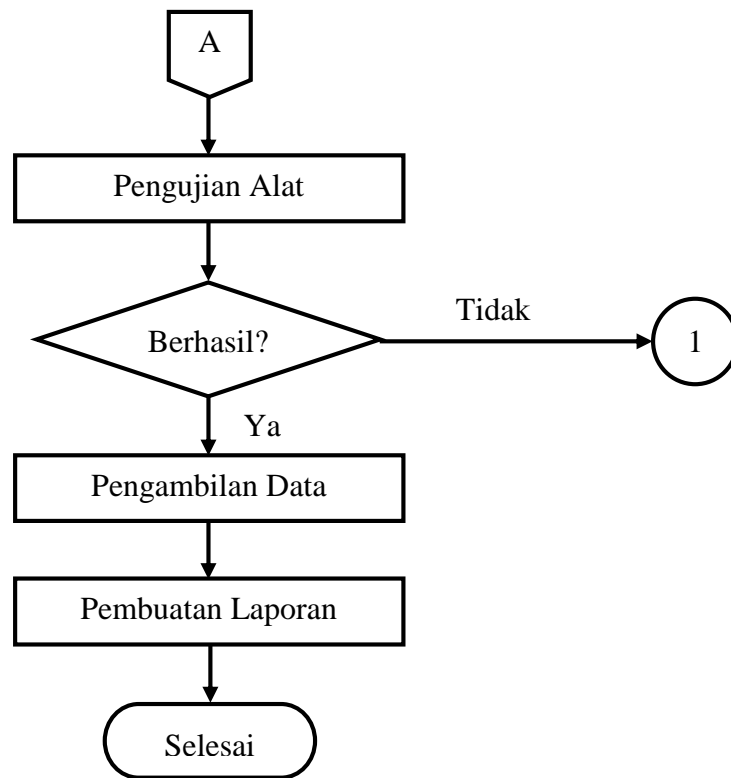 A
Pengujian Alat
Berhasil?
Tidak
1
Ya
Pengambilan Data
Pembuatan Laporan
Selesai